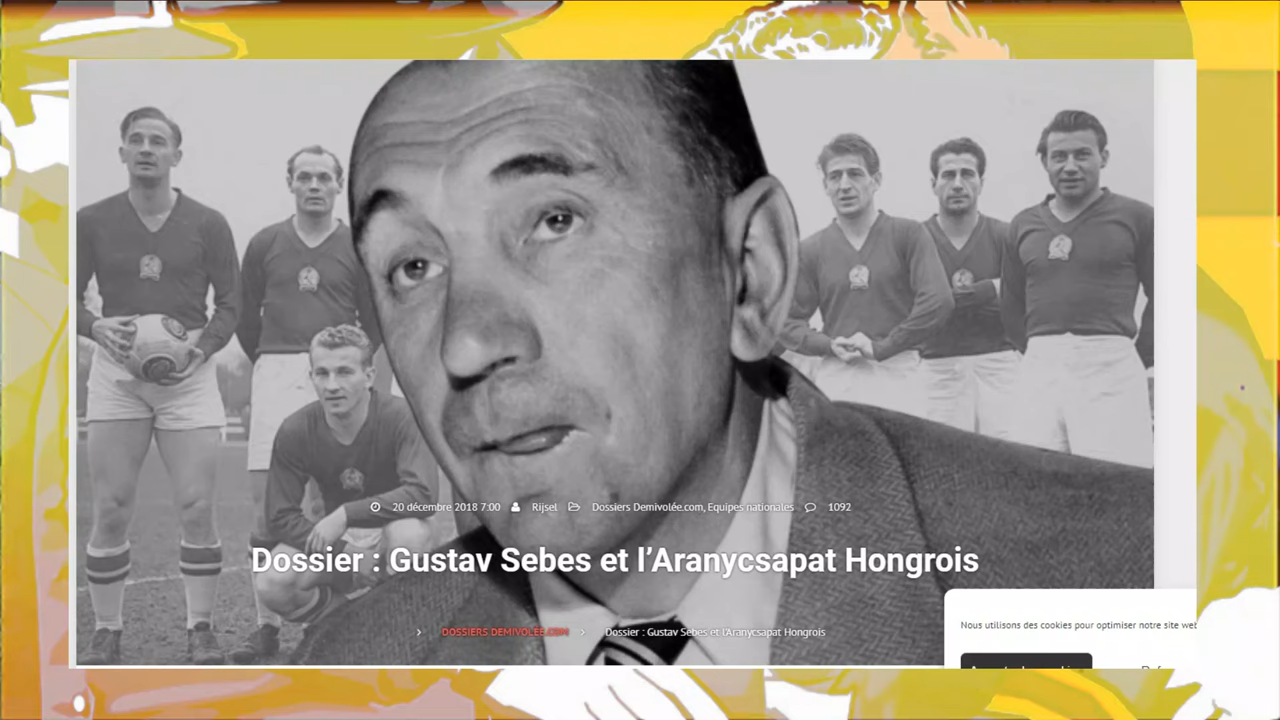 20 décembre 2018 7:00 Rijsel Dossiers Demivolée.com, Equipes nationales 1092
Dossier : Gustav Sebes et l'Aranycsapat Hongrois
> DOSSIERS DEMIVOLÉE.COM > Dossier : Gustav Sebes et l'Aranycsapat Hongrois
Nous utilisons des cookies pour optimiser notre site web